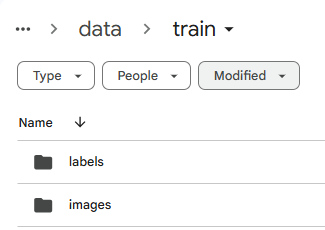 ··· > data > train
Type People Modified
Name
labels
images